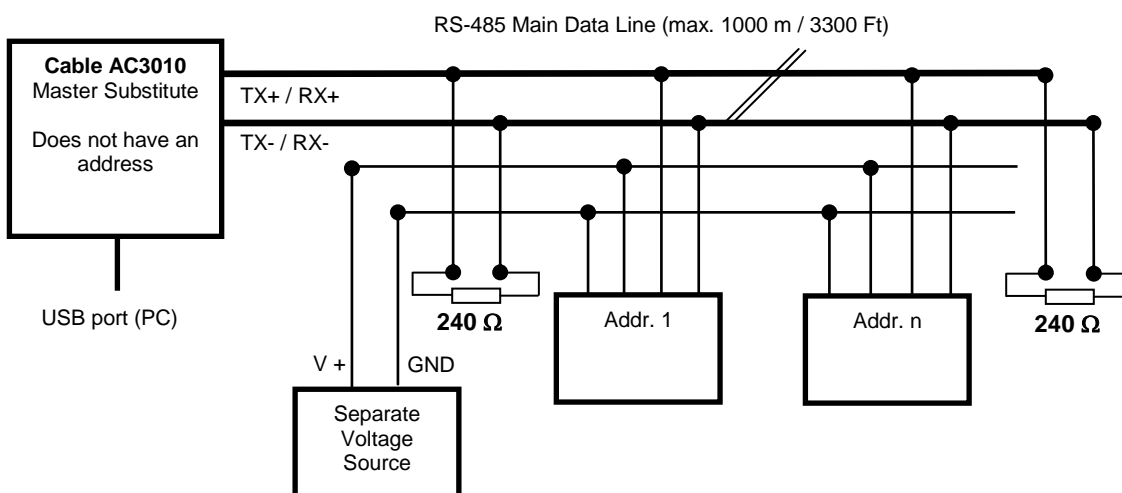 RS-485 Main Data Line (max. 1000 m / 3300 Ft)
Cable AC3010
Master Substitute
Does not have an
address
TX+ / RX+
TX- / RX-
USB port (PC)
240 Ω
Addr. 1
Addr. n
240 Ω
V +
GND
Separate
Voltage
Source